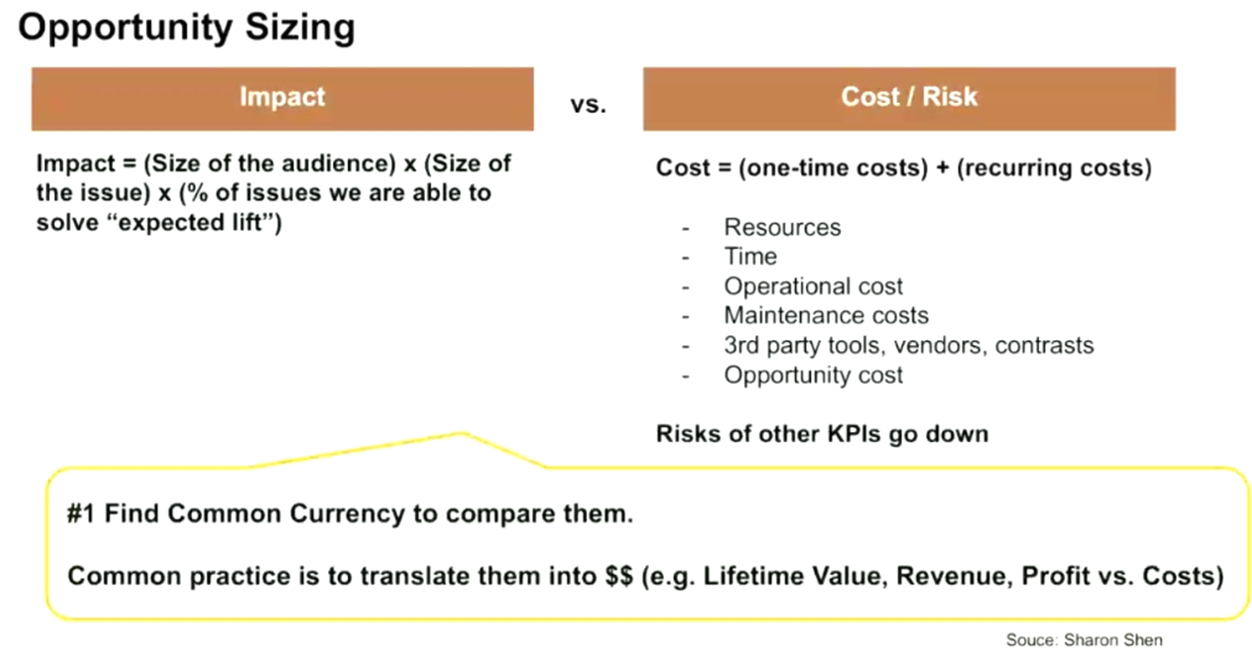 Opportunity Sizing
Impact
vs.
Cost / Risk
Impact = (Size of the audience) x (Size of
the issue) x (% of issues we are able to
solve “expected lift”)
Cost = (one-time costs) + (recurring costs)
- Resources
- Time
- Operational cost
- Maintenance costs
- 3rd party tools, vendors, contrasts
- Opportunity cost
Risks of other KPIs go down
#1 Find Common Currency to compare them.
Common practice is to translate them into $$ (e.g. Lifetime Value, Revenue, Profit vs. Costs)
Souce: Sharon Shen